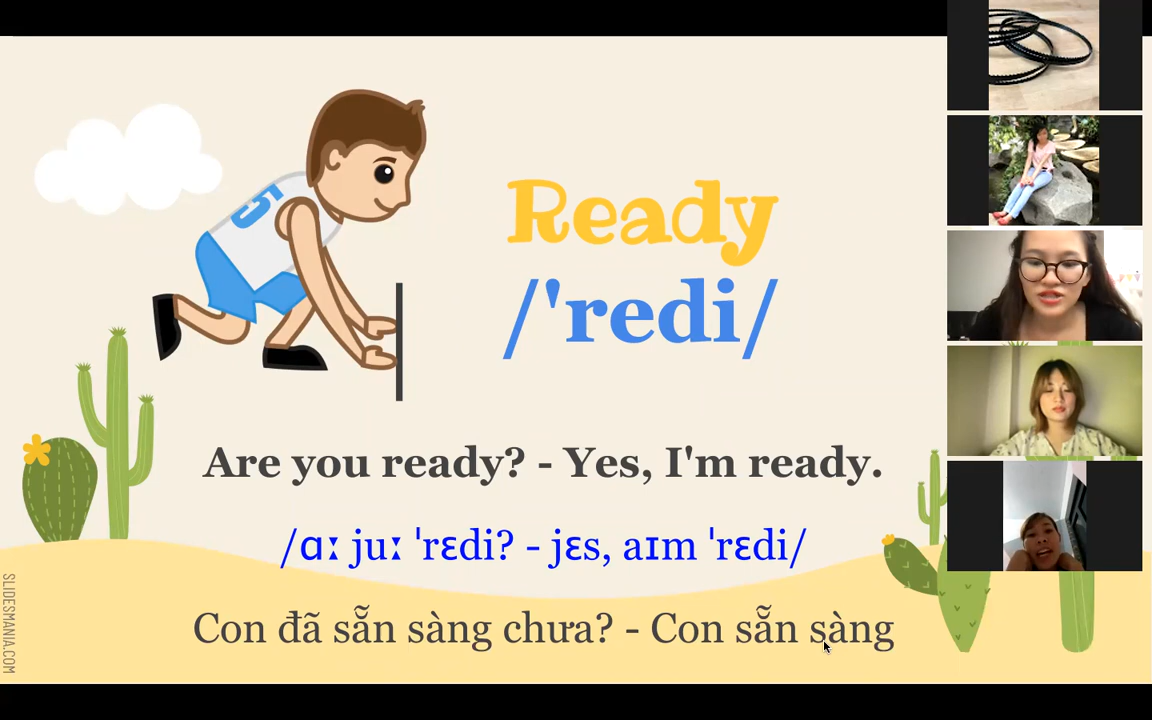 5
Ready
/'redi/
Are you ready? - Yes, I'm ready.
/ɑː juː ˈrɛdi? - jɛs, aɪm ˈrɛdi/
Con đã sẵn sàng chưa? - Con sẵn sàng
SLIDESMANIA.COM